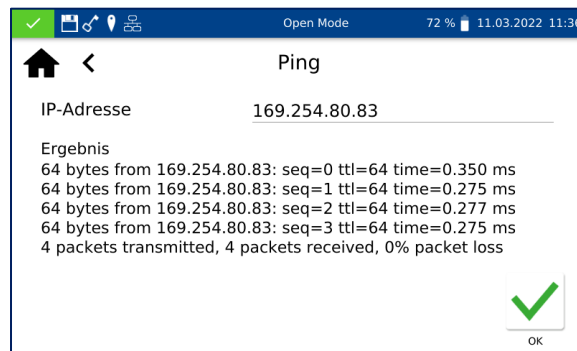 Open Mode 72 % 11.03.2022 11:36
Ping
IP-Adresse 169.254.80.83
Ergebnis
64 bytes from 169.254.80.83: seq=0 ttl=64 time=0.350 ms
64 bytes from 169.254.80.83: seq=1 ttl=64 time=0.275 ms
64 bytes from 169.254.80.83: seq=2 ttl=64 time=0.277 ms
64 bytes from 169.254.80.83: seq=3 ttl=64 time=0.275 ms
4 packets transmitted, 4 packets received, 0% packet loss
OK